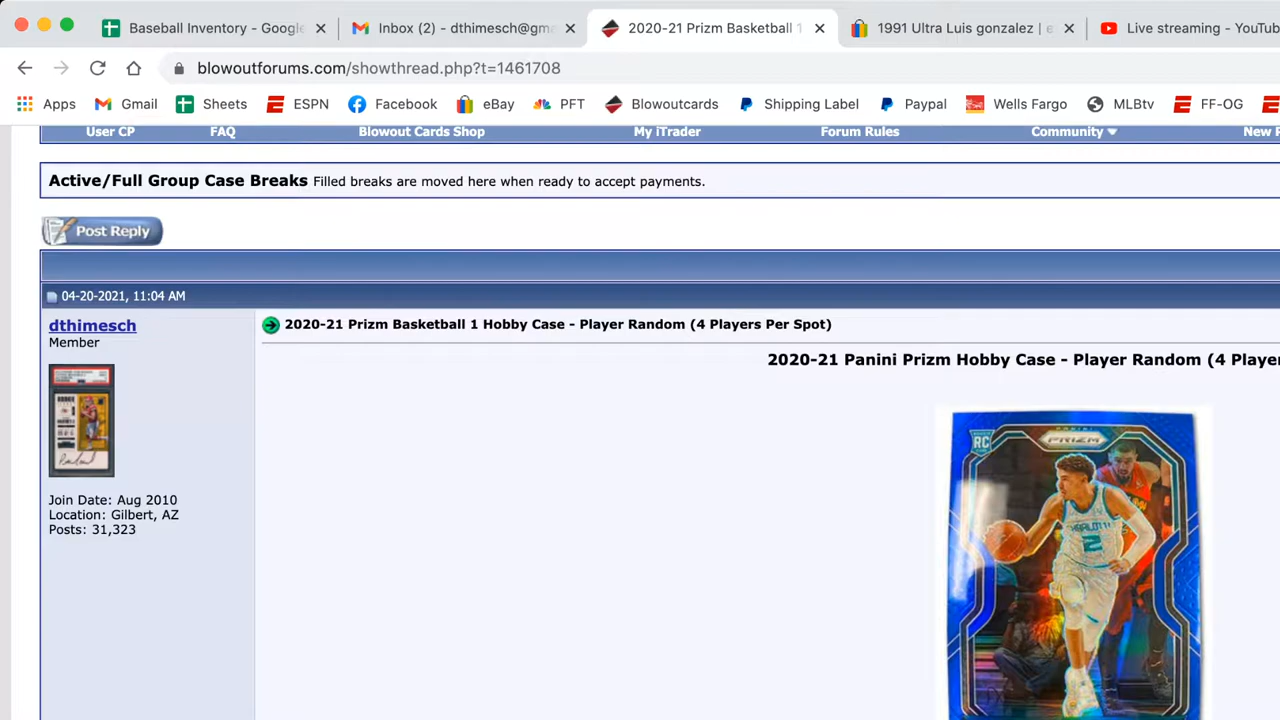 Baseball Inventory - Google
Inbox (2) - dthimesch@gm
2020-21 Prizm Basketball 1
1991 Ultra Luis gonzalez | e
Live streaming - YouTub
blowoutforums.com/showthread.php?t=1461708
Apps Gmail Sheets ESPN Facebook eBay PFT Blowoutcards Shipping Label Paypal Wells Fargo MLBtv FF-OG
User CP FAQ Blowout Cards Shop My iTrader Forum Rules Community New P
Active/Full Group Case Breaks Filled breaks are moved here when ready to accept payments.
Post Reply
04-20-2021, 11:04 AM
dthimesch
Member
Join Date: Aug 2010
Location: Gilbert, AZ
Posts: 31,323
2020-21 Prizm Basketball 1 Hobby Case - Player Random (4 Players Per Spot)
2020-21 Panini Prizm Hobby Case - Player Random (4 Player
RC
PRIZM
2